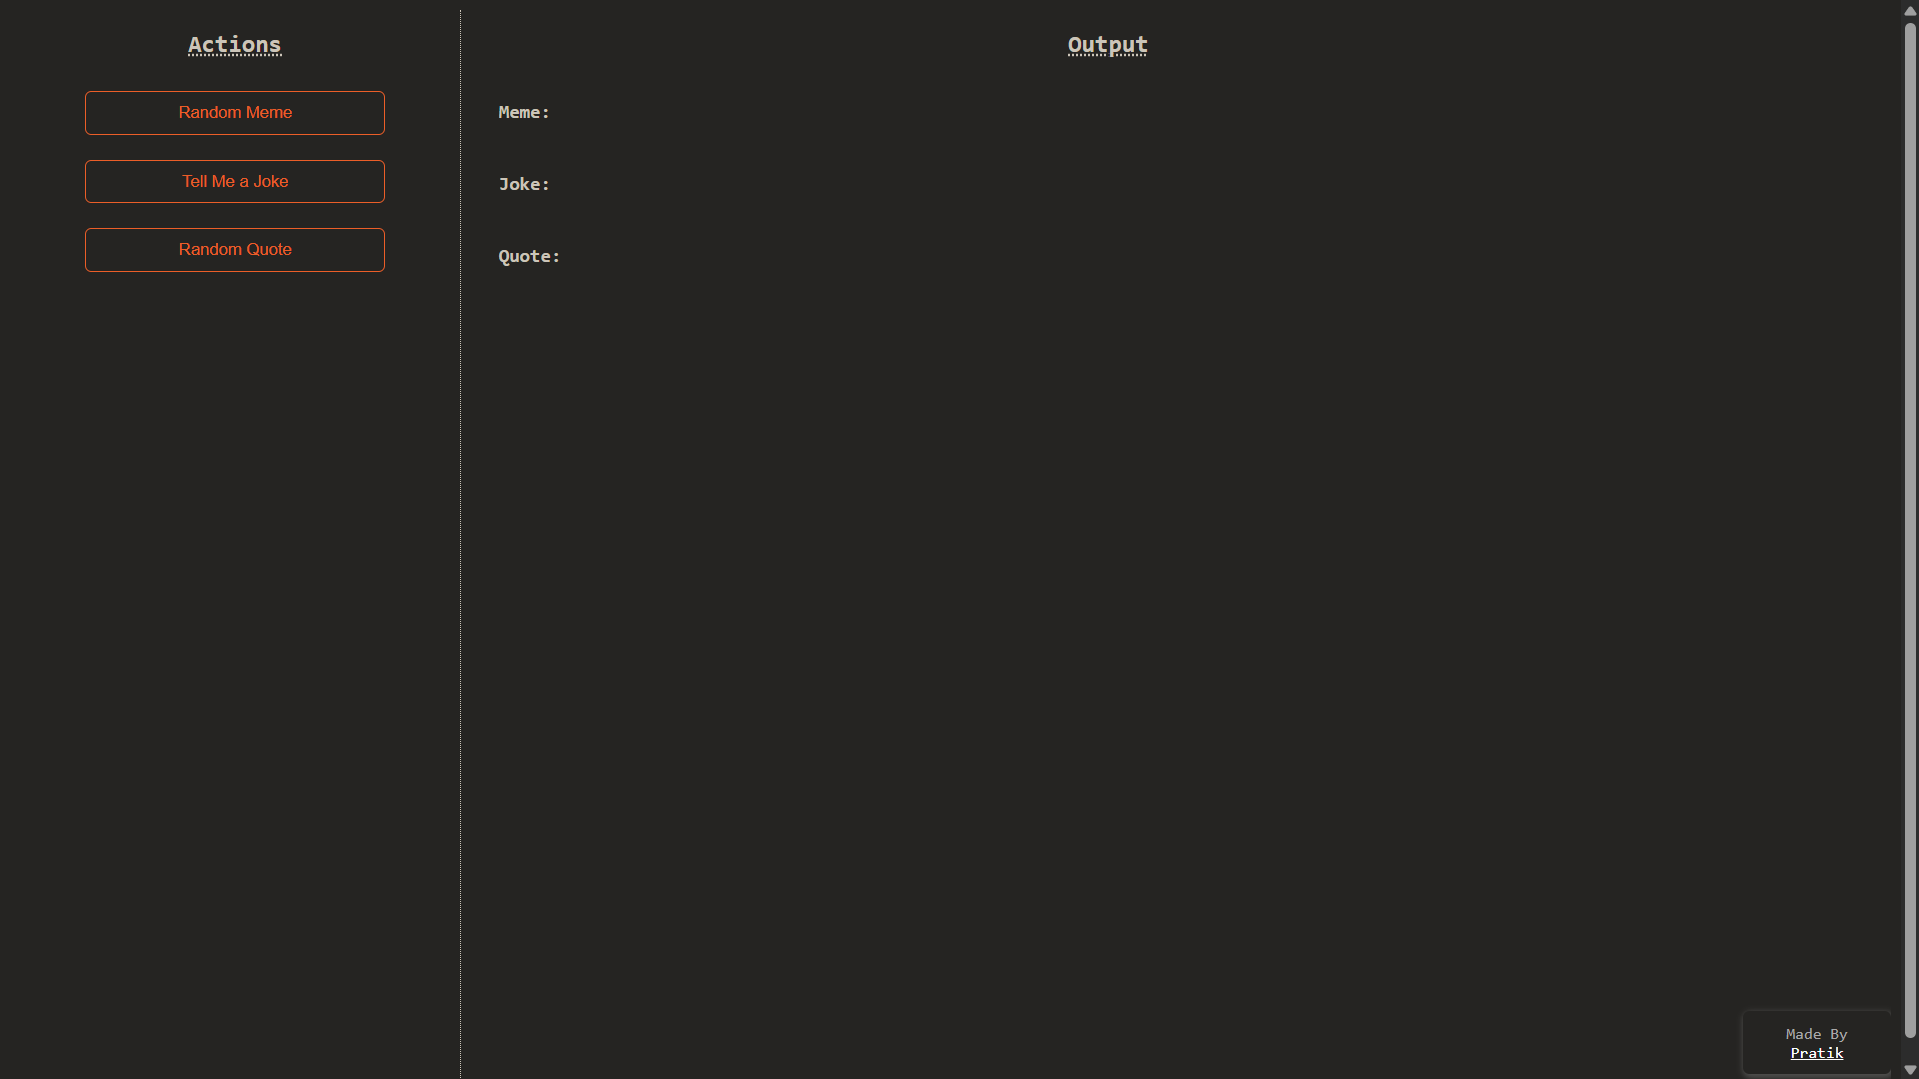 Actions
Random Meme
Tell Me a Joke
Random Quote
Output
Meme:
Joke:
Quote:
Made By
Pratik